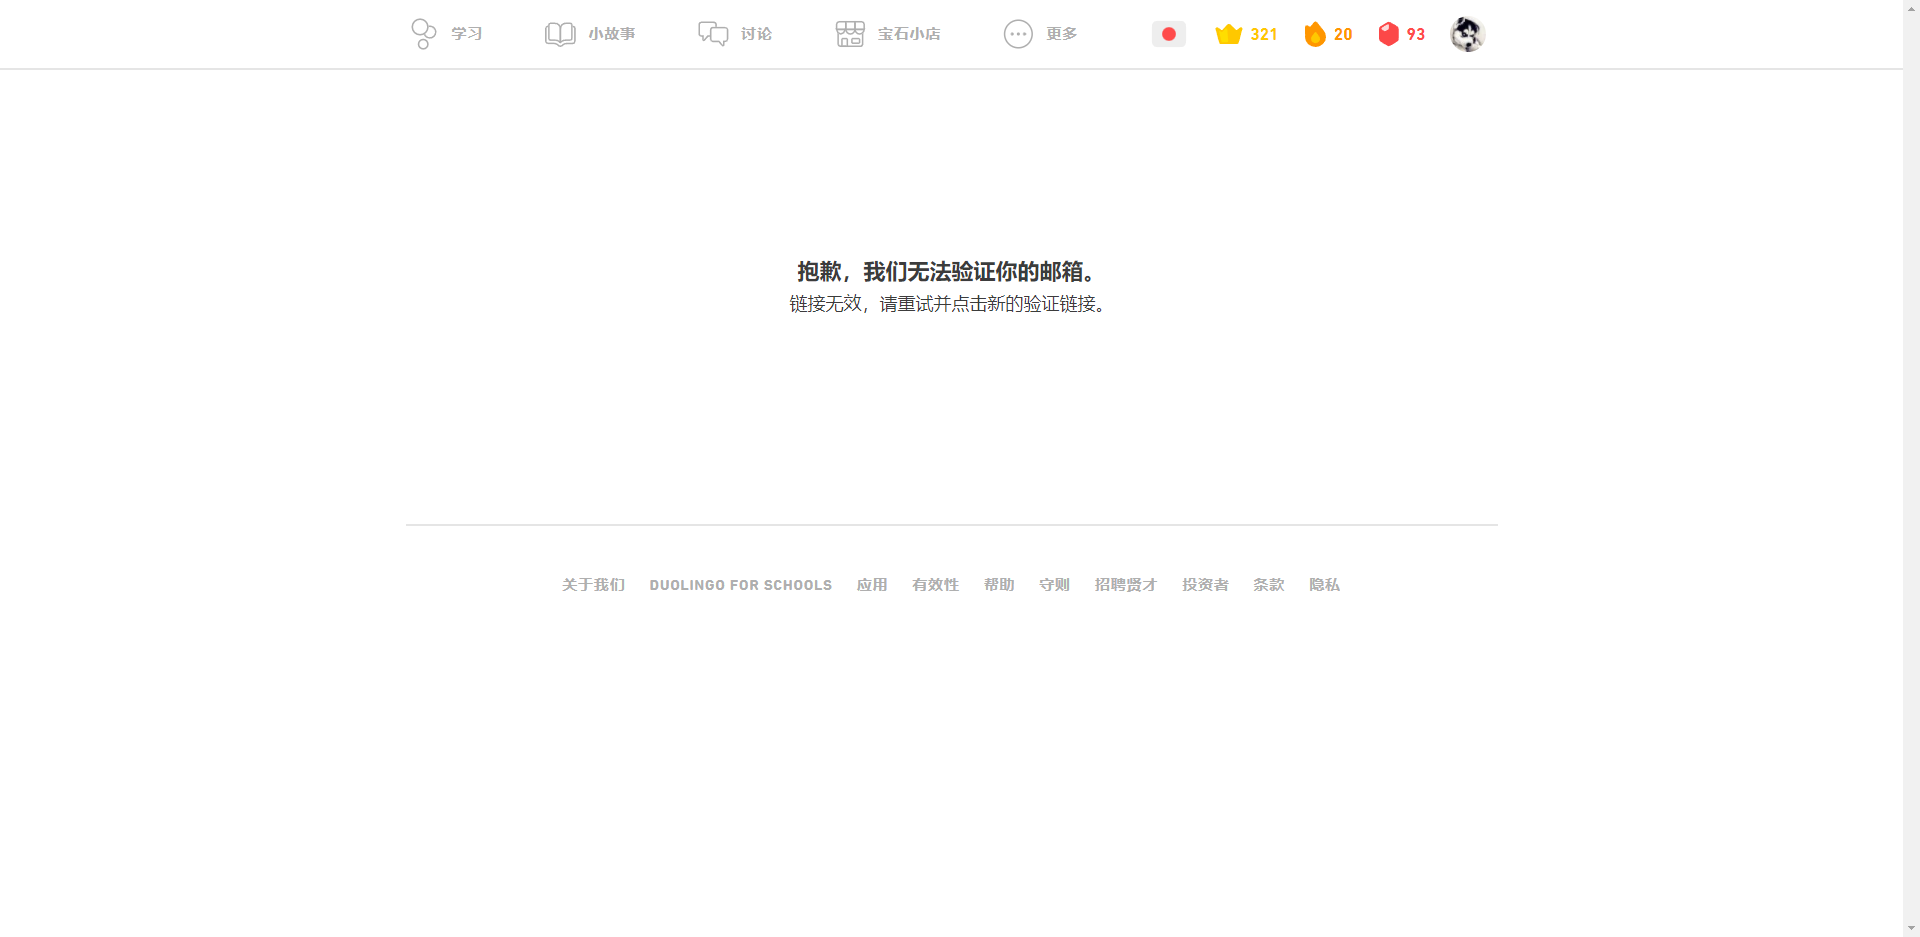 学习 小故事 讨论 宝石小店 更多 321 20 93
抱歉，我们无法验证你的邮箱。
链接无效，请重试并点击新的验证链接。
关于我们 DUOLINGO FOR SCHOOLS 应用 有效性 帮助 守则 招聘贤才 投资者 条款 隐私